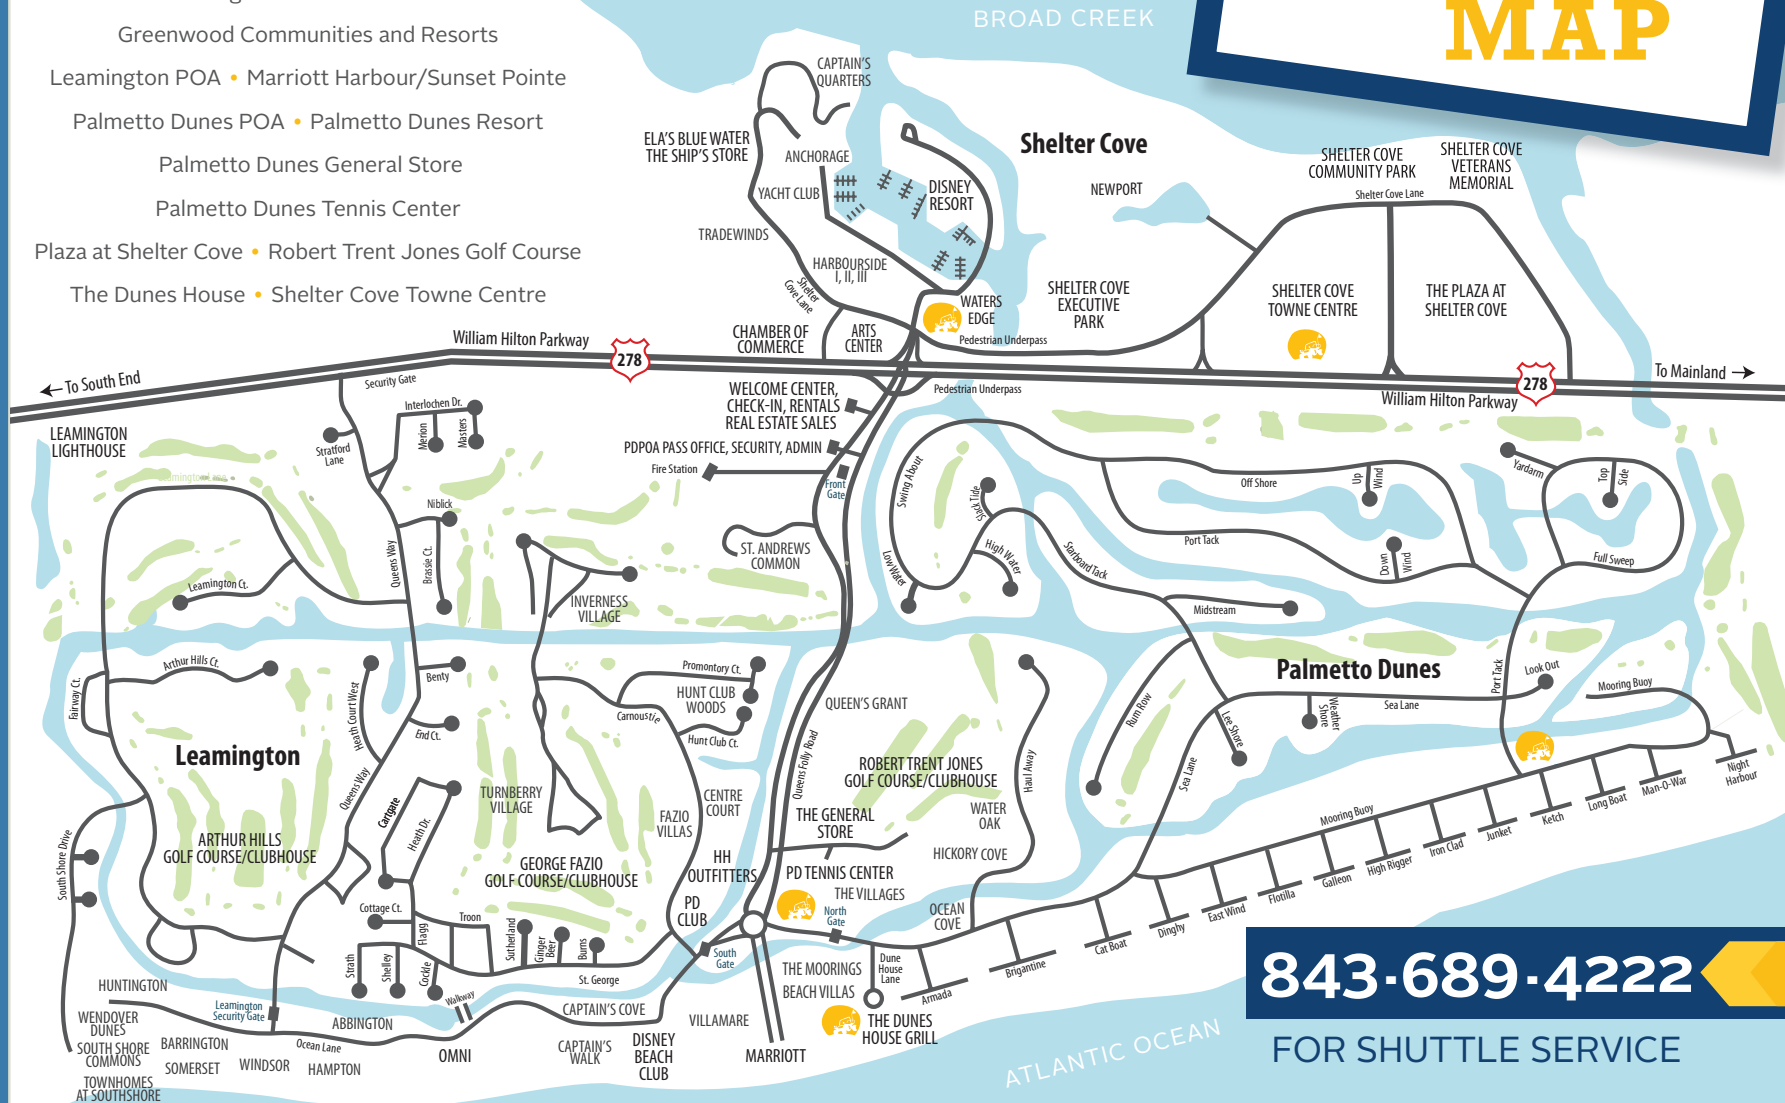 Greenwood Communities and Resorts
Leamington POA • Marriott Harbour/Sunset Pointe
Palmetto Dunes POA • Palmetto Dunes Resort
Palmetto Dunes General Store
Palmetto Dunes Tennis Center
Plaza at Shelter Cove • Robert Trent Jones Golf Course
The Dunes House • Shelter Cove Towne Centre
BROAD CREEK
MAP
CAPTAIN'S
QUARTERS
ELA'S BLUE WATER
THE SHIP'S STORE
ANCHORAGE
YACHT CLUB
DISNEY
RESORT
TRADEWINDS
HARBOURSIDE
I, II, III
Shelter
Cove Lane
Shelter Cove
NEWPORT
SHELTER COVE
COMMUNITY PARK
SHELTER COVE
VETERANS
MEMORIAL
Shelter Cove Lane
WATERS
EDGE
SHELTER COVE
EXECUTIVE
PARK
SHELTER COVE
TOWNE CENTRE
THE PLAZA AT
SHELTER COVE
CHAMBER OF
COMMERCE
ARTS
CENTER
Pedestrian Underpass
William Hilton Parkway
278
To South End
Security Gate
Pedestrian Underpass
278
To Mainland
William Hilton Parkway
WELCOME CENTER,
CHECK-IN, RENTALS
REAL ESTATE SALES
PDPOA PASS OFFICE, SECURITY, ADMIN
Fire Station
Front
Gate
LEAMINGTON
LIGHTHOUSE
Leamington Lane
Stratford
Lane
Interlochen Dr.
Merion
Masters
Niblick
Queens Way
Brassie Ct.
Leamington Ct.
INVERNESS
VILLAGE
ST. ANDREWS
COMMON
Swing About
Slack Tide
Low Water
High Water
Starboard Tack
Off Shore
Up
Wind
Port Tack
Down
Wind
Yardarm
Top
Side
Full Sweep
Midstream
Arthur Hills Ct.
Fairway Ct.
Heath Court West
Benty
End Ct.
Promontory Ct.
HUNT CLUB
WOODS
Carnoustie
Hunt Club Ct.
QUEEN'S GRANT
Queens Folly Road
Rum Row
Lee Shore
Palmetto Dunes
Weather
Shore
Sea Lane
Port Tack
Look Out
Mooring Buoy
Leamington
Queens Way
Cartgate
Heath Dr.
TURNBERRY
VILLAGE
ROBERT TRENT JONES
GOLF COURSE/CLUBHOUSE
Haul Away
Sea Lane
Night
Harbour
FAZIO
VILLAS
CENTRE
COURT
THE GENERAL
STORE
WATER
OAK
HICKORY COVE
South Shore Drive
ARTHUR HILLS
GOLF COURSE/CLUBHOUSE
GEORGE FAZIO
GOLF COURSE/CLUBHOUSE
HH
OUTFITTERS
PD TENNIS CENTER
THE VILLAGES
Mooring Buoy
Man-O-War
Long Boat
Ketch
Junket
Iron Clad
High Rigger
Galleon
Flotilla
East Wind
Dinghy
Cat Boat
Brigantine
Armada
Cottage Ct.
Flagg
Troon
Sutherland
Ginger
Beer
Burns
PD
CLUB
North
Gate
OCEAN
COVE
Strath
Shelley
Cockle
St. George
South
Gate
THE MOORINGS
BEACH VILLAS
Dune
House
Lane
HUNTINGTON
Leamington
Security Gate
Walkway
WENDOVER
DUNES
ABBINGTON
CAPTAIN'S COVE
VILLAMARE
THE DUNES
HOUSE GRILL
SOUTH SHORE
COMMONS
BARRINGTON
Ocean Lane
OMNI
CAPTAIN'S
WALK
DISNEY
BEACH
CLUB
MARRIOTT
SOMERSET
WINDSOR
HAMPTON
TOWNHOMES
AT SOUTHSHORE
ATLANTIC OCEAN
843·689·4222
FOR SHUTTLE SERVICE